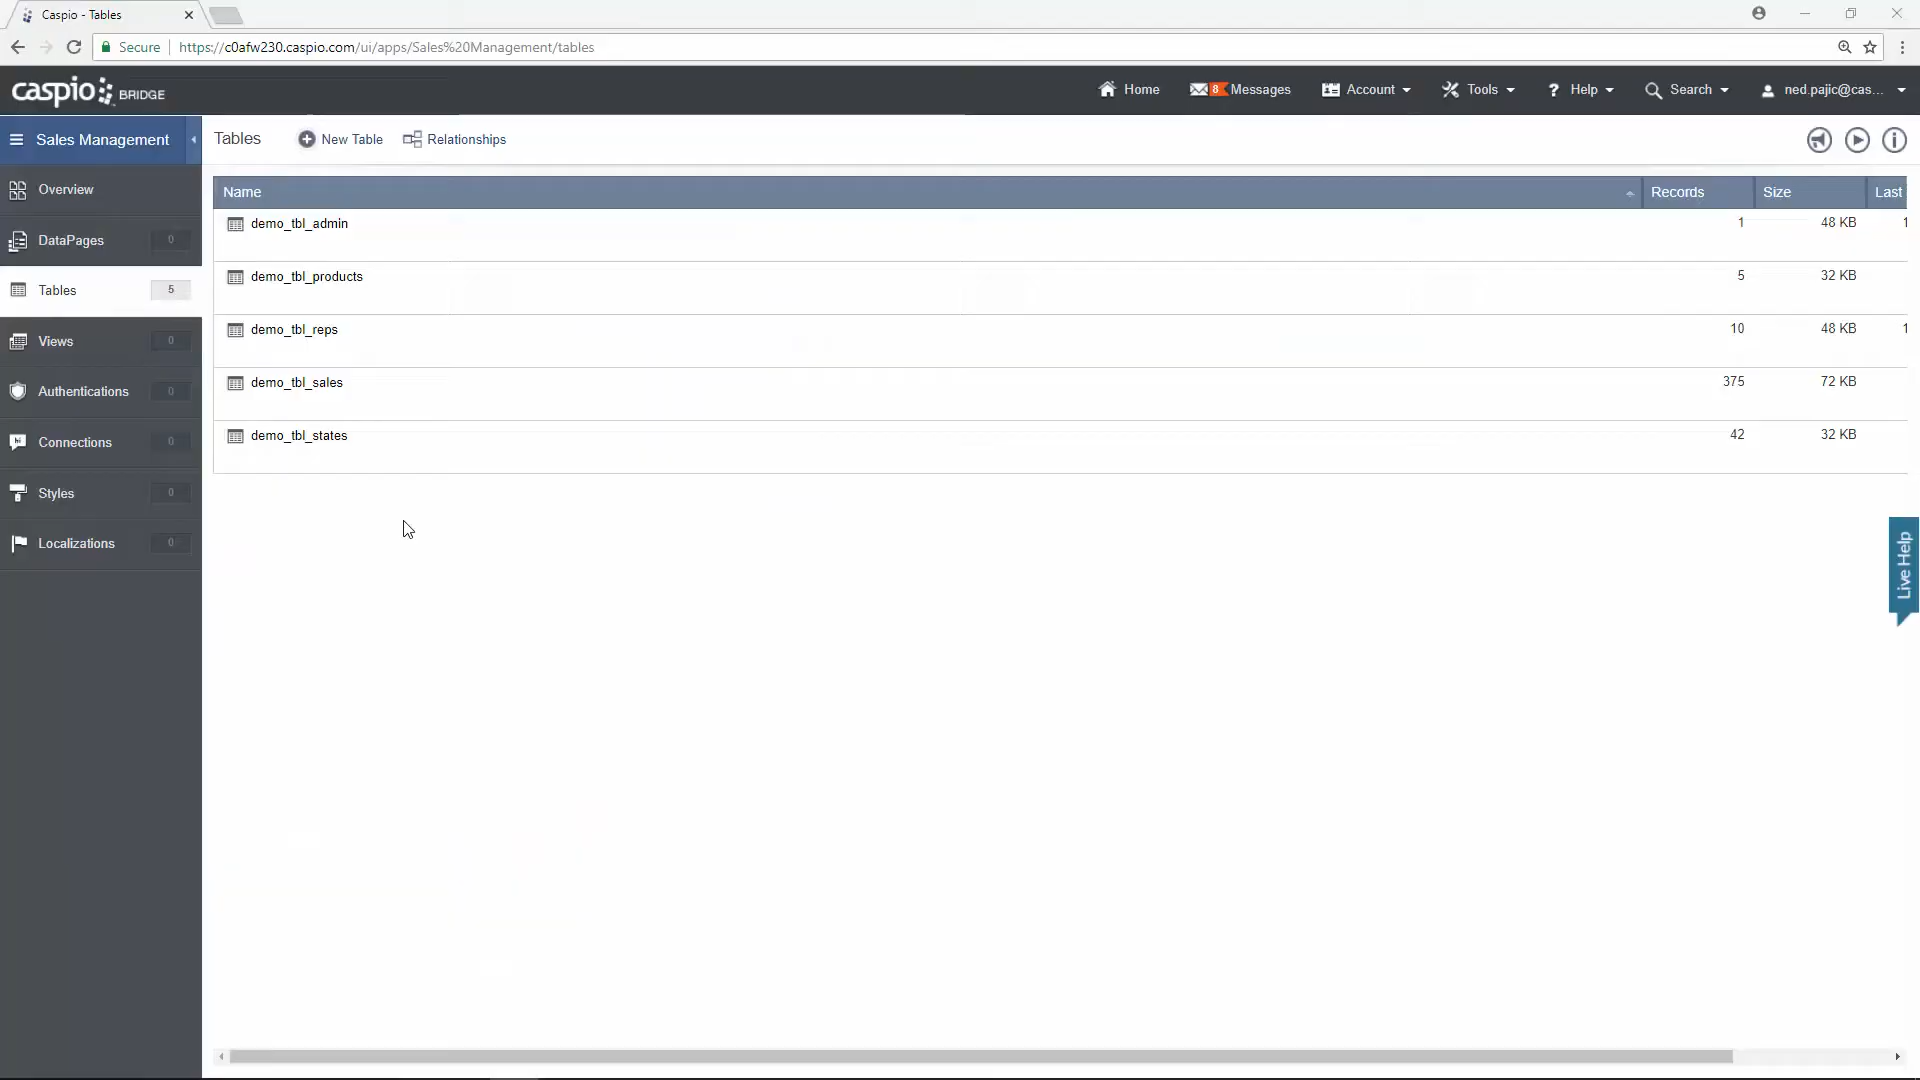 Caspio - Tables
Secure https://c0afw230.caspio.com/ui/apps/Sales%20Management/tables
caspio BRIDGE
Home 8 Messages Account Tools ? Help Search ned.pajic@cas...
Sales Management
Tables New Table Relationships
Overview
DataPages 0
Tables 5
Views 0
Authentications 0
Connections 0
Styles 0
Localizations 0
Name Records Size Last
demo_tbl_admin 1 48 KB 1
demo_tbl_products 5 32 KB
demo_tbl_reps 10 48 KB 1
demo_tbl_sales 375 72 KB
demo_tbl_states 42 32 KB
Live Help